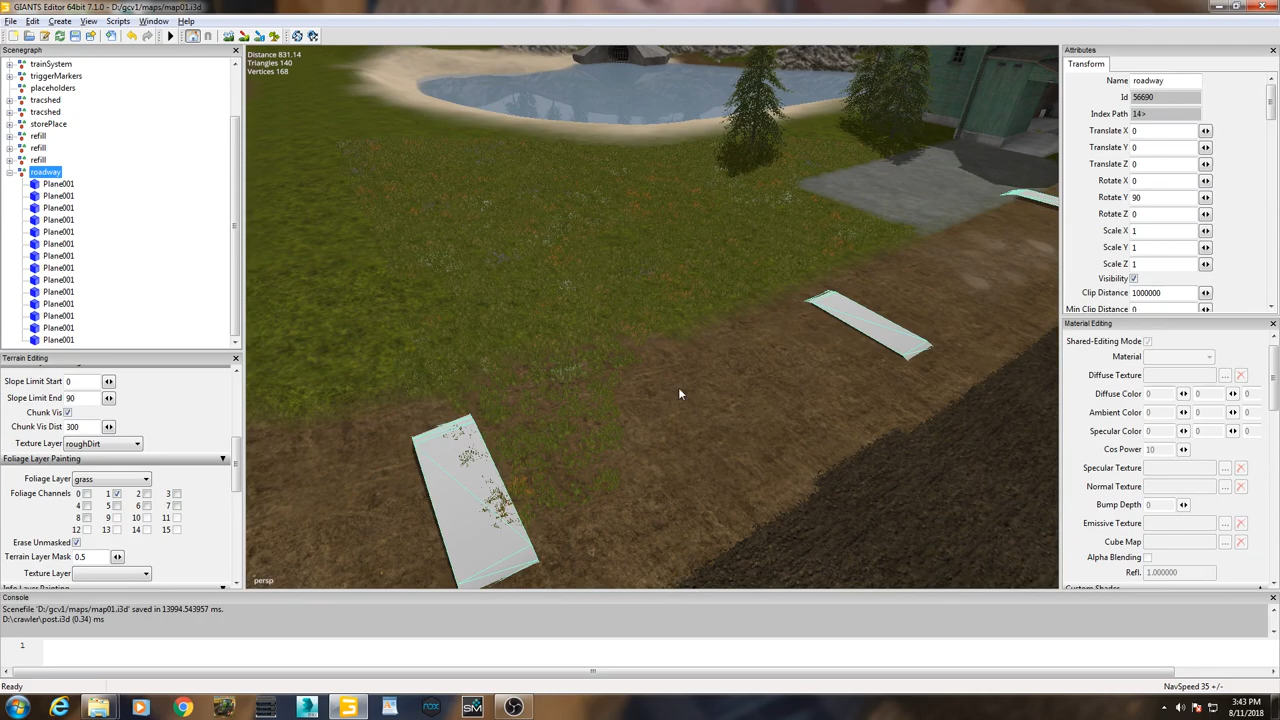 GIANTS Editor 64bit 7.1.0 - D:/gcv1/maps/map01.i3d
File Edit View Create Scripts Window Help
Scenegraph
trainSystem
triggerMarkers
placeholders
tracshed
tracshed
storePlace
refill
refill
refill
roadway
Plane001
Plane001
Plane001
Plane001
Plane001
Plane001
Plane001
Plane001
Plane001
Plane001
Plane001
Plane001
Plane001
Plane001
Terrain Editing
Slope Limit Start 0
Slope Limit End 90
Chunk Vis
Chunk Vis Dist 300
Texture Layer roughDirt
Foliage Layer Painting
Foliage Layer grass
Foliage Channels 0 1 2 3
4 5 6 7
8 9 10 11
12 13 14 15
Erase Unmasked
Terrain Layer Mask 0.5
Texture Layer
Distance 831.14
Triangles 140
Vertices 168
persp
Attributes
Transform
Name roadway
Id 56690
Index Path 14>
Translate X 0
Translate Y 0
Translate Z 0
Rotate X 0
Rotate Y 90
Rotate Z 0
Scale X 1
Scale Y 1
Scale Z 1
Visibility
Clip Distance 1000000
Min Clip Distance 0
Material Editing
Shared-Editing Mode
Material
Diffuse Texture ...
Diffuse Color 0 0 0
Ambient Color 0 0 0
Specular Color 0 0 0
Cos Power 10
Specular Texture ...
Normal Texture ...
Bump Depth 0
Emissive Texture ...
Cube Map ...
Alpha Blending
Refl. 1.000000
Custom Shader
Console
Scenefile 'D:/gcv1/maps/map01.i3d' saved in 13994.543957 ms.
D:\crawler\post.i3d (0.34) ms
1
Ready
NavSpeed 35 +/-
3:43 PM
8/11/2018